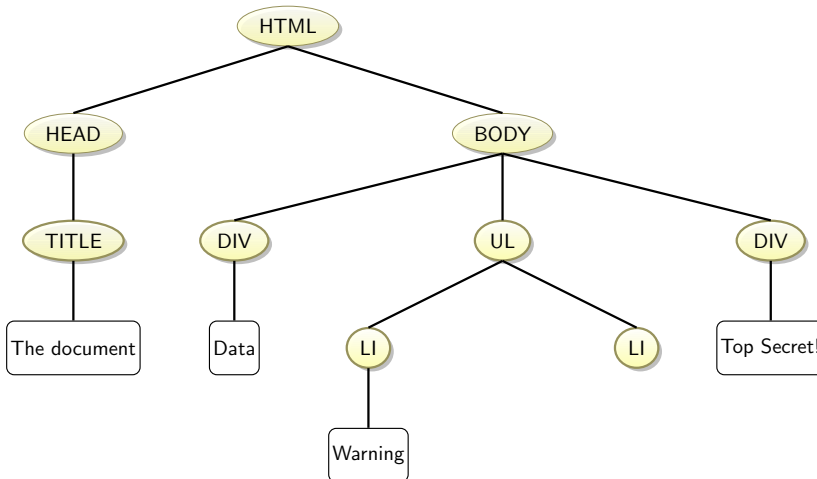 HTML
HEAD
BODY
TITLE
DIV
UL
DIV
The document
Data
LI
LI
Top Secret!
Warning